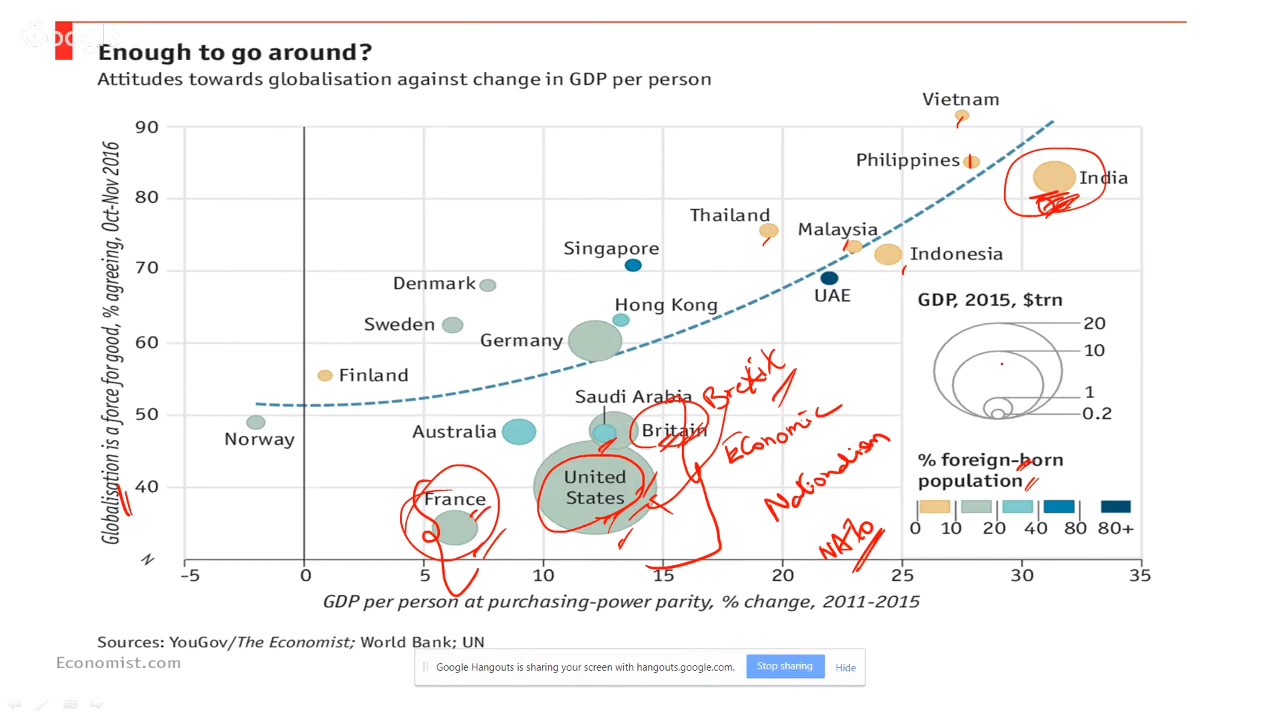 Google
Enough to go around?
Attitudes towards globalisation against change in GDP per person
Globalisation is a force for good, % agreeing, Oct-Nov 2016
90
80
70
60
50
40
Vietnam
Philippines
India
Thailand
Malaysia
Indonesia
Singapore
UAE
Denmark
Hong Kong
Sweden
Germany
Finland
Saudi Arabia
Norway
Australia
Britain
United
States
France
GDP, 2015, $trn
20
10
1
0.2
% foreign-born
population
0 10 20 40 80 80+
Brexit
Economic
Nationalism
NATO
-5 0 5 10 15 20 25 30 35
GDP per person at purchasing-power parity, % change, 2011-2015
Sources: YouGov/The Economist; World Bank; UN
Economist.com
Google Hangouts is sharing your screen with hangouts.google.com. Stop sharing Hide